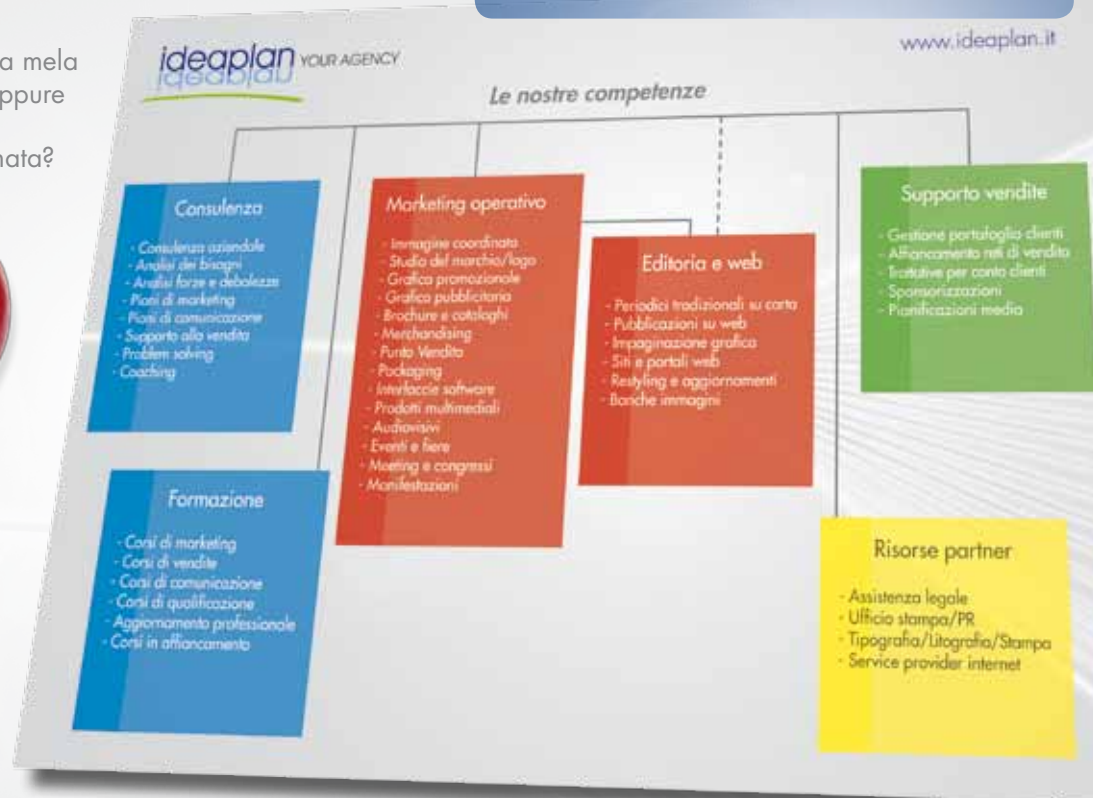 a mela
ppure
nata?
ideaplan YOUR AGENCY
www.ideaplan.it
Le nostre competenze
Consulenza
- Consulenza aziendale
- Analisi dei bisogni
- Analisi forze e debolezze
- Piani di marketing
- Piani di comunicazione
- Supporto alla vendita
- Problem solving
- Coaching
Formazione
- Corsi di marketing
- Corsi di vendite
- Corsi di comunicazione
- Corsi di qualificazione
- Aggiornamento professionale
- Corsi in affiancamento
Marketing operativo
- Immagine coordinata
- Studio del marchio/logo
- Grafica promozionale
- Grafica pubblicitaria
- Brochure e cataloghi
- Merchandising
- Punto Vendita
- Packaging
- Interfaccie software
- Prodotti multimediali
- Audiovisivi
- Eventi e fiere
- Meeting e congressi
- Manifestazioni
Editoria e web
- Periodici tradizionali su carta
- Pubblicazioni su web
- Impaginazione grafica
- Siti e portali web
- Restyling e aggiornamenti
- Banche immagini
Supporto vendite
- Gestione portafoglio clienti
- Affiancamento reti di vendita
- Trattative per conto clienti
- Sponsorizzazioni
- Pianificazioni media
Risorse partner
- Assistenza legale
- Ufficio stampa/PR
- Tipografia/Litografia/Stampa
- Service provider internet